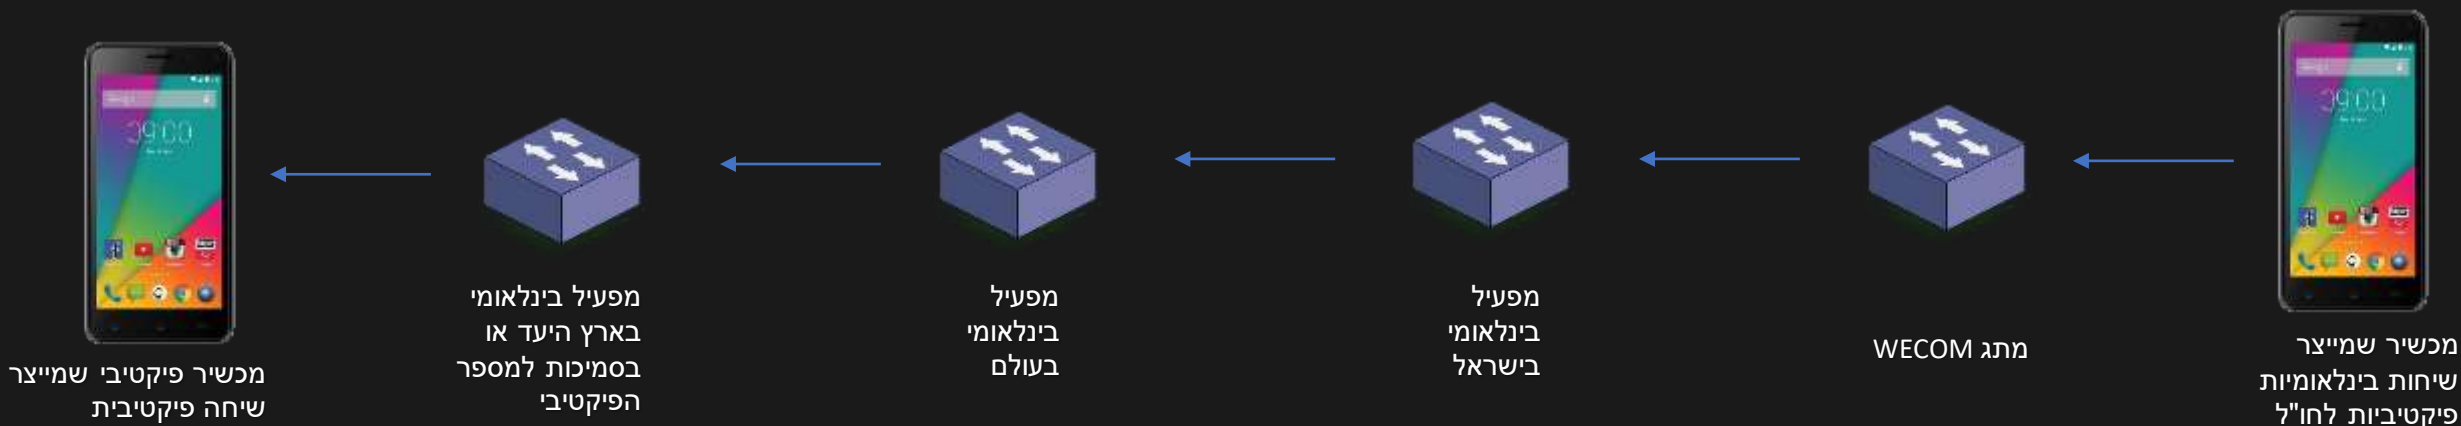 מכשיר שמייצר
שיחות בינלאומיות
פיקטיביות לחו"ל
מתג WECOM
מפעיל
בינלאומי
בישראל
מפעיל
בינלאומי
בעולם
מפעיל בינלאומי
בארץ היעד או
בסמיכות למספר
הפיקטיבי
מכשיר פיקטיבי שמייצר
שיחה פיקטיבית